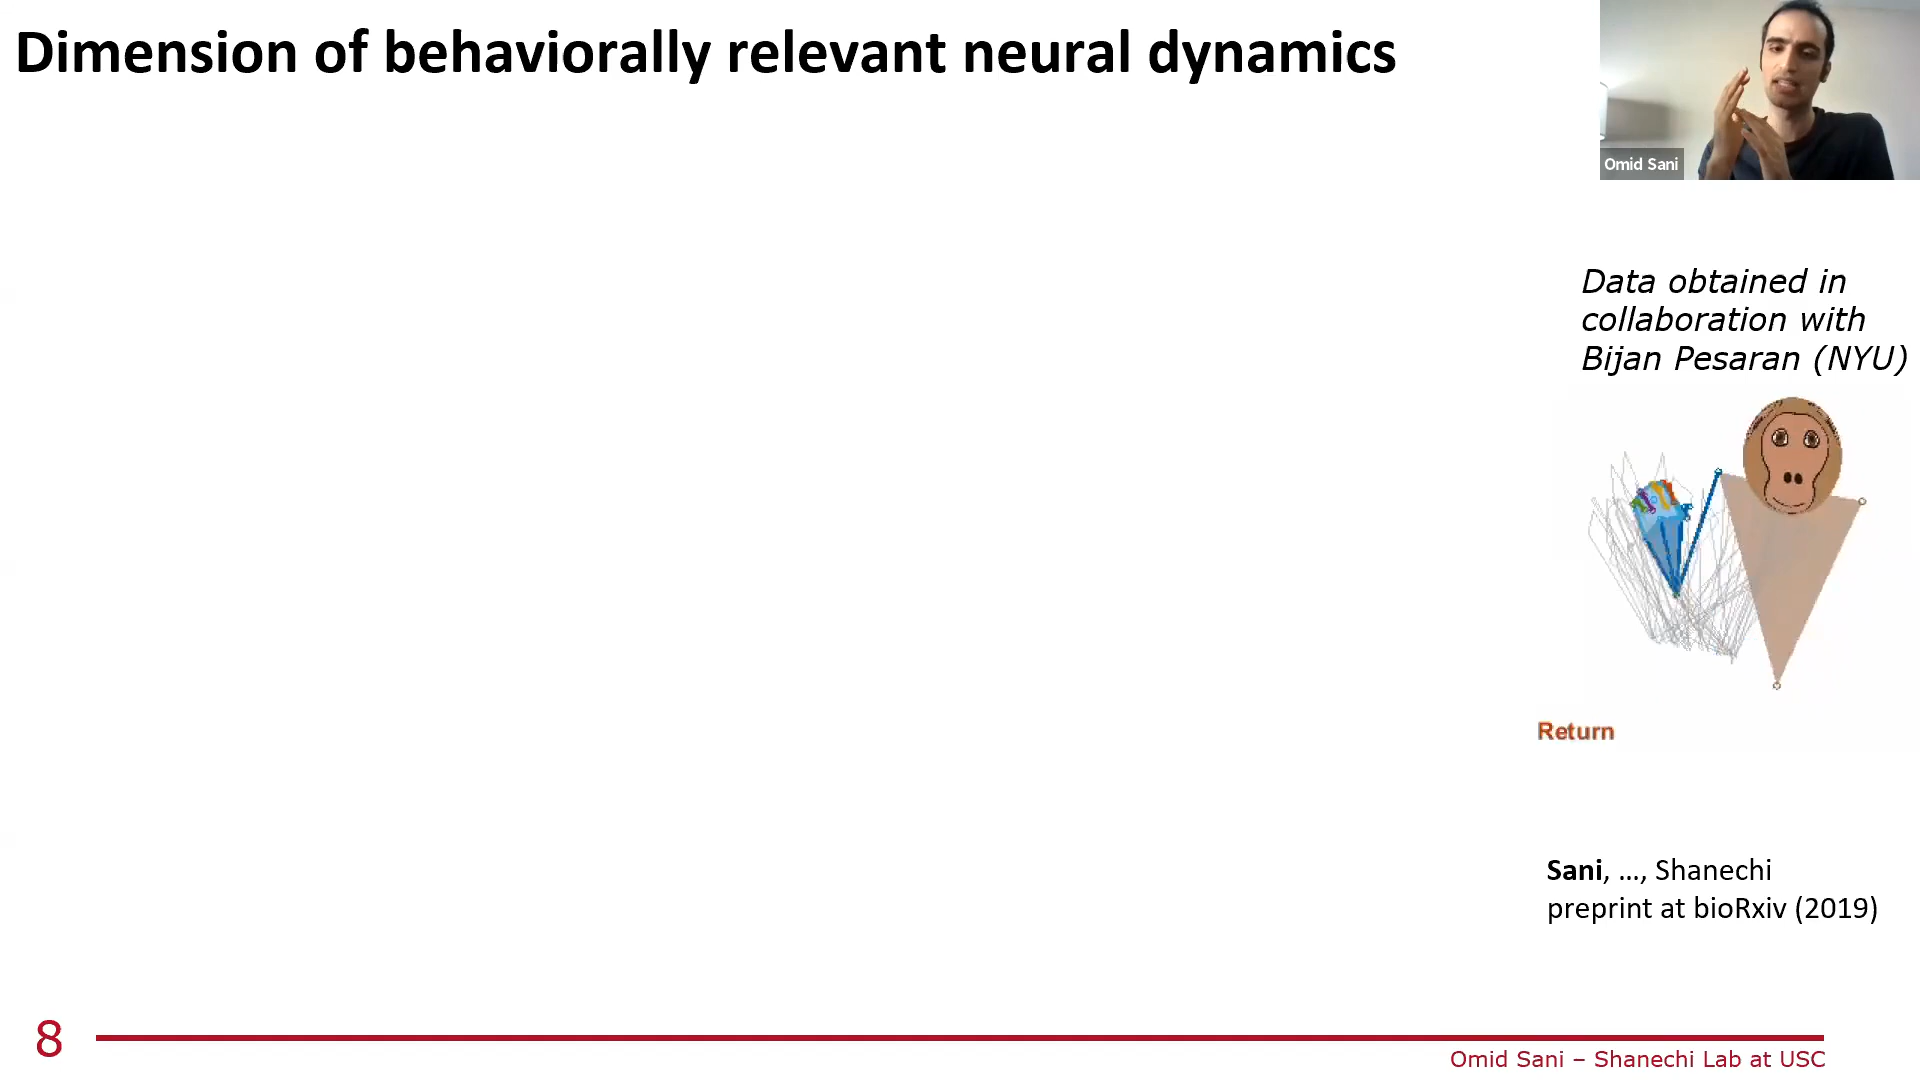 Dimension of behaviorally relevant neural dynamics
Omid Sani
Data obtained in
collaboration with
Bijan Pesaran (NYU)
Return
Sani, ..., Shanechi
preprint at bioRxiv (2019)
8
Omid Sani – Shanechi Lab at USC